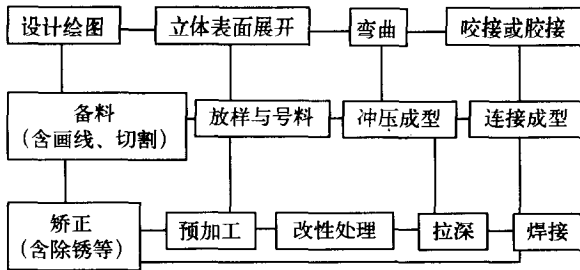 设计绘图
立体表面展开
弯曲
咬接或胶接
备料
(含画线、切割)
放样与号料
冲压成型
连接成型
矫正
(含除锈等)
预加工
改性处理
拉深
焊接